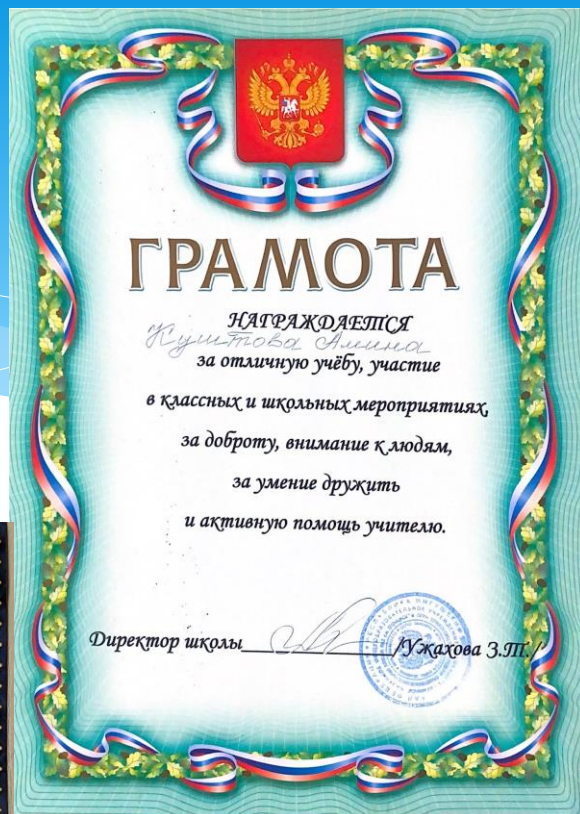 ГРАМОТА
НАГРАЖДАЕТСЯ
Куштова Амина
за отличную учёбу, участие
в классных и школьных мероприятиях,
за доброту, внимание к людям,
за умение дружить
и активную помощь учителю.
Директор школы /Ужахова З.Т./